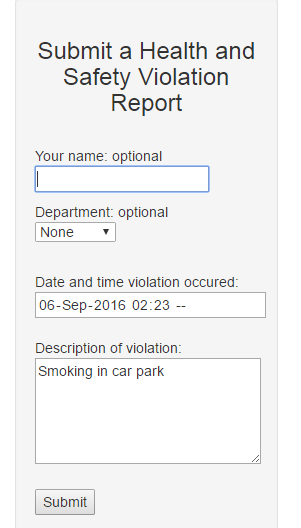 Submit a Health and
Safety Violation
Report
Your name: optional
Department: optional
None
Date and time violation occured:
06-Sep-2016 02:23 --
Description of violation:
Smoking in car park
Submit